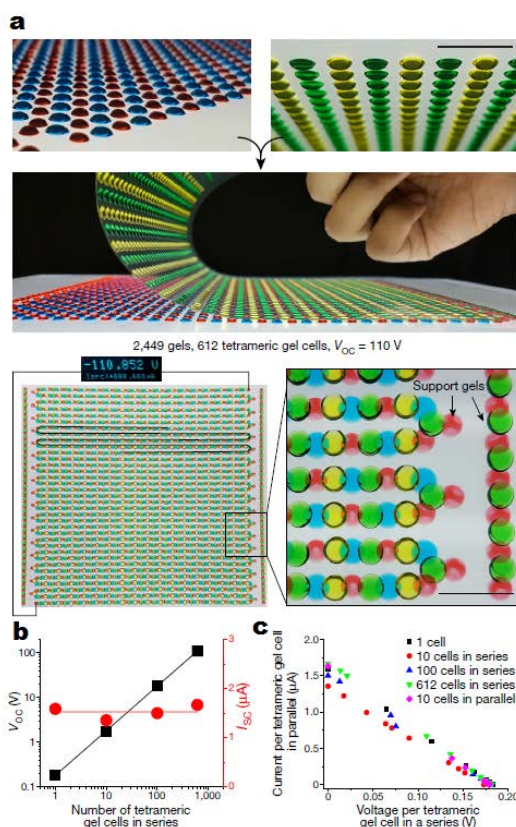 a
2,449 gels, 612 tetrameric gel cells, VOC = 110 V
-110.852 V
Support gels
b
c
100
10
1
0.1
VOC (V)
3
2
1
0
ISC (μA)
1
10
100
1,000
Number of tetrameric
gel cells in series
2.0
1.5
1.0
0.5
0
Current per tetrameric gel cell
in parallel (μA)
1 cell
10 cells in series
100 cells in series
612 cells in series
10 cells in parallel
0
0.05
0.10
0.15
0.20
Voltage per tetrameric
gel cell in a series (V)